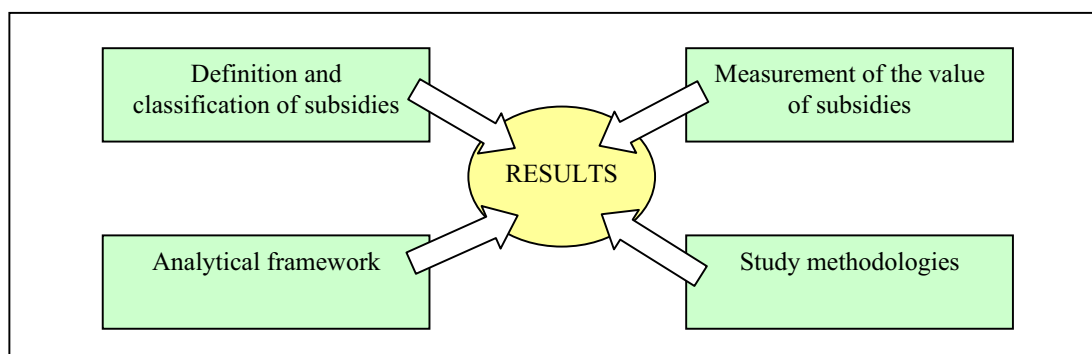 Definition and
classification of subsidies
Measurement of the value
of subsidies
RESULTS
Analytical framework
Study methodologies